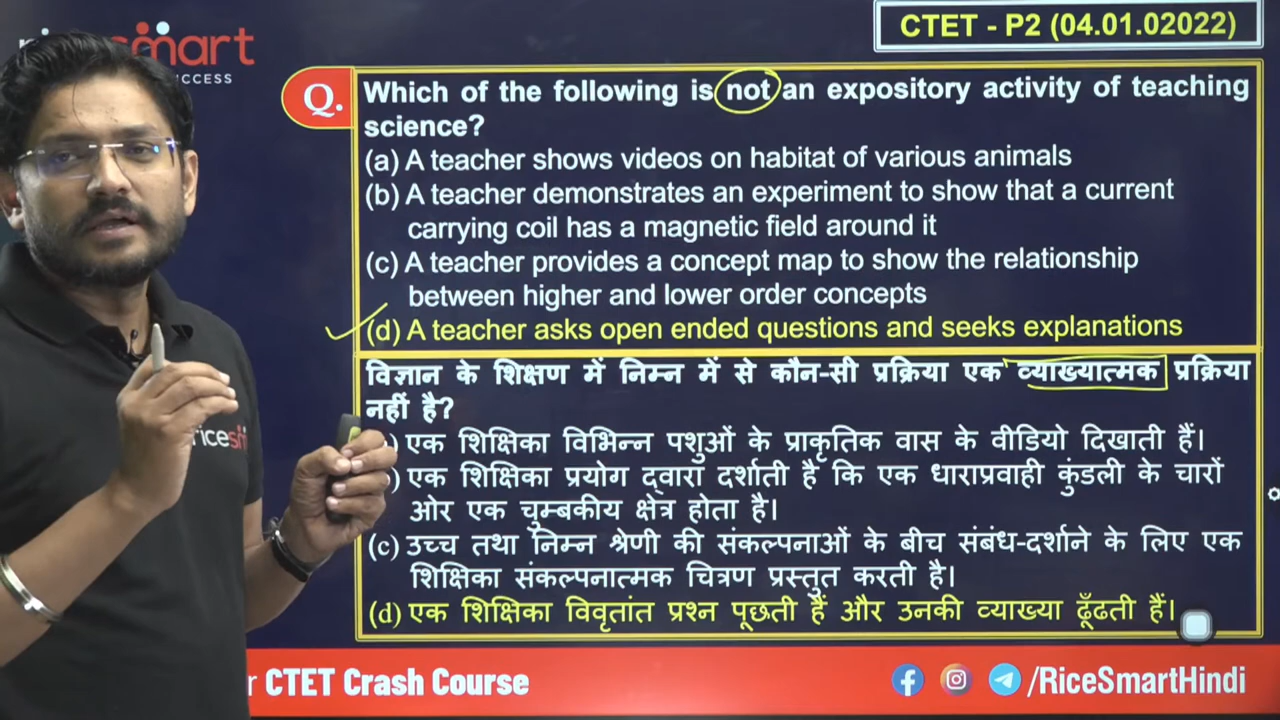 smart
CCESS
CTET - P2 (04.01.02022)
Q.
Which of the following is not an expository activity of teaching
science?
(a) A teacher shows videos on habitat of various animals
(b) A teacher demonstrates an experiment to show that a current
carrying coil has a magnetic field around it
(c) A teacher provides a concept map to show the relationship
between higher and lower order concepts
(d) A teacher asks open ended questions and seeks explanations
विज्ञान के शिक्षण में निम्न में से कौन-सी प्रक्रिया एक व्याख्यात्मक प्रक्रिया
नहीं है?
) एक शिक्षिका विभिन्न पशुओं के प्राकृतिक वास के वीडियो दिखाती हैं।
) एक शिक्षिका प्रयोग द्वारा दर्शाती है कि एक धाराप्रवाही कुंडली के चारों
ओर एक चुम्बकीय क्षेत्र होता है।
(c) उच्च तथा निम्न श्रेणी की संकल्पनाओं के बीच संबंध-दर्शाने के लिए एक
शिक्षिका संकल्पनात्मक चित्रण प्रस्तुत करती है।
(d) एक शिक्षिका विवृतांत प्रश्न पूछती हैं और उनकी व्याख्या ढूँढती हैं।
ricesm
r CTET Crash Course
/RiceSmartHindi